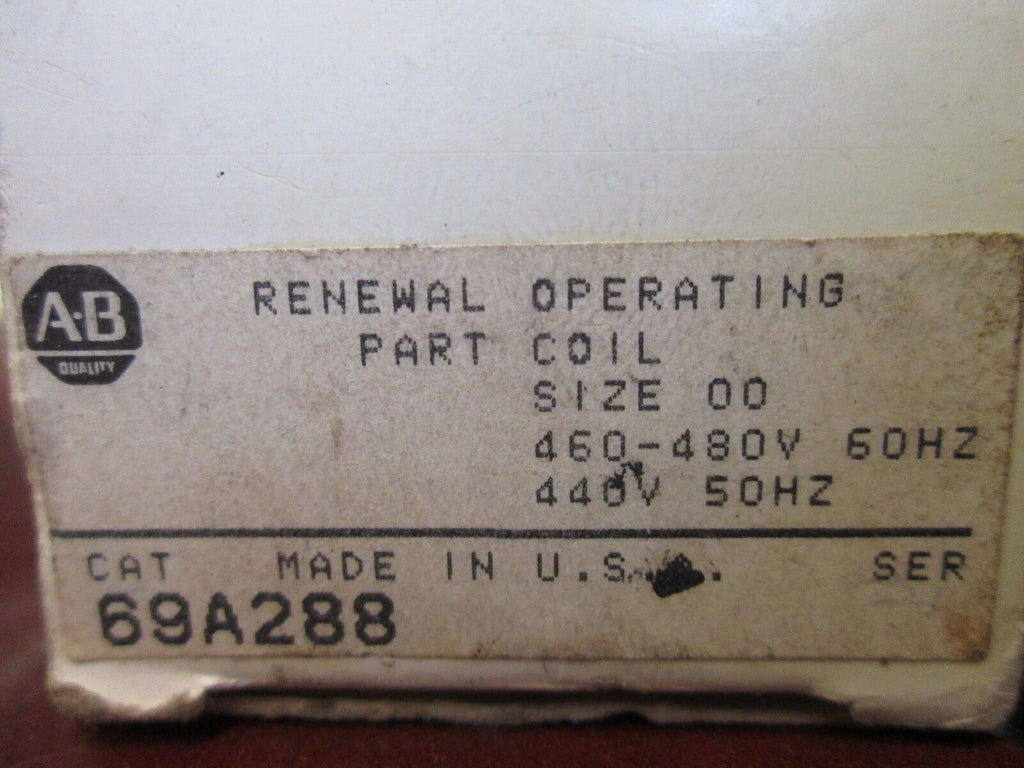 A·B
QUALITY
RENEWAL OPERATING
PART COIL
SIZE 00
460-480V 60HZ
440V 50HZ
CAT MADE IN U.S.A. SER
69A288